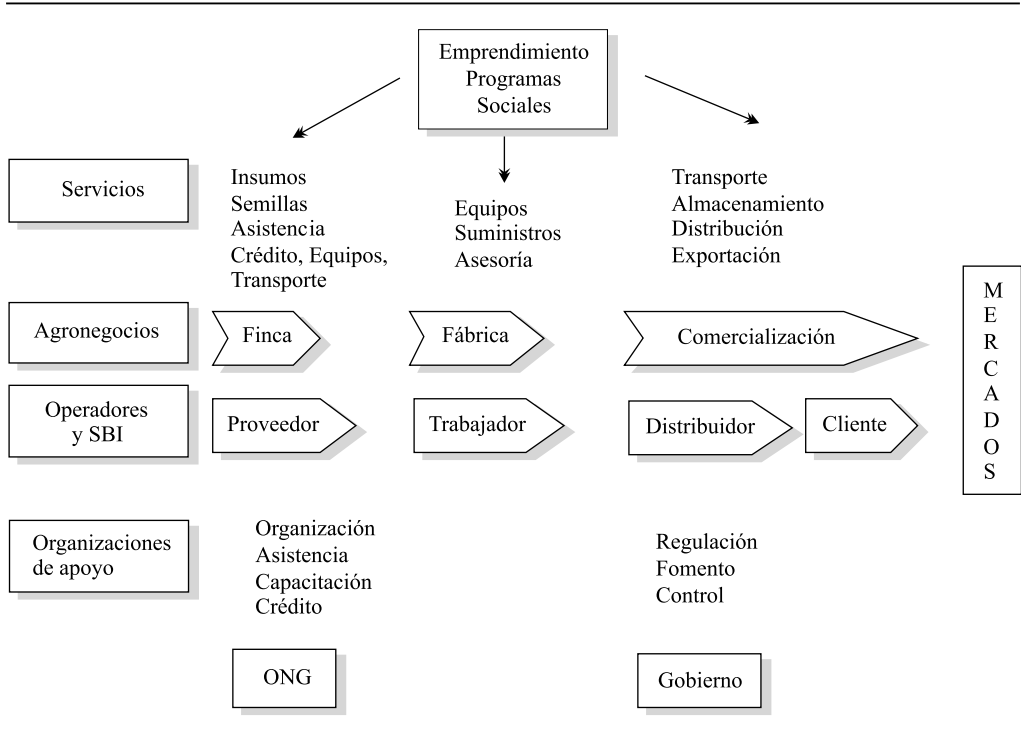 Emprendimiento
Programas
Sociales
Servicios
Insumos
Semillas
Asistencia
Crédito, Equipos,
Transporte
Equipos
Suministros
Asesoría
Transporte
Almacenamiento
Distribución
Exportación
Agronegocios
Finca
Fábrica
Comercialización
Operadores
y SBI
Proveedor
Trabajador
Distribuidor
Cliente
M
E
R
C
A
D
O
S
Organizaciones
de apoyo
Organización
Asistencia
Capacitación
Crédito
Regulación
Fomento
Control
ONG
Gobierno